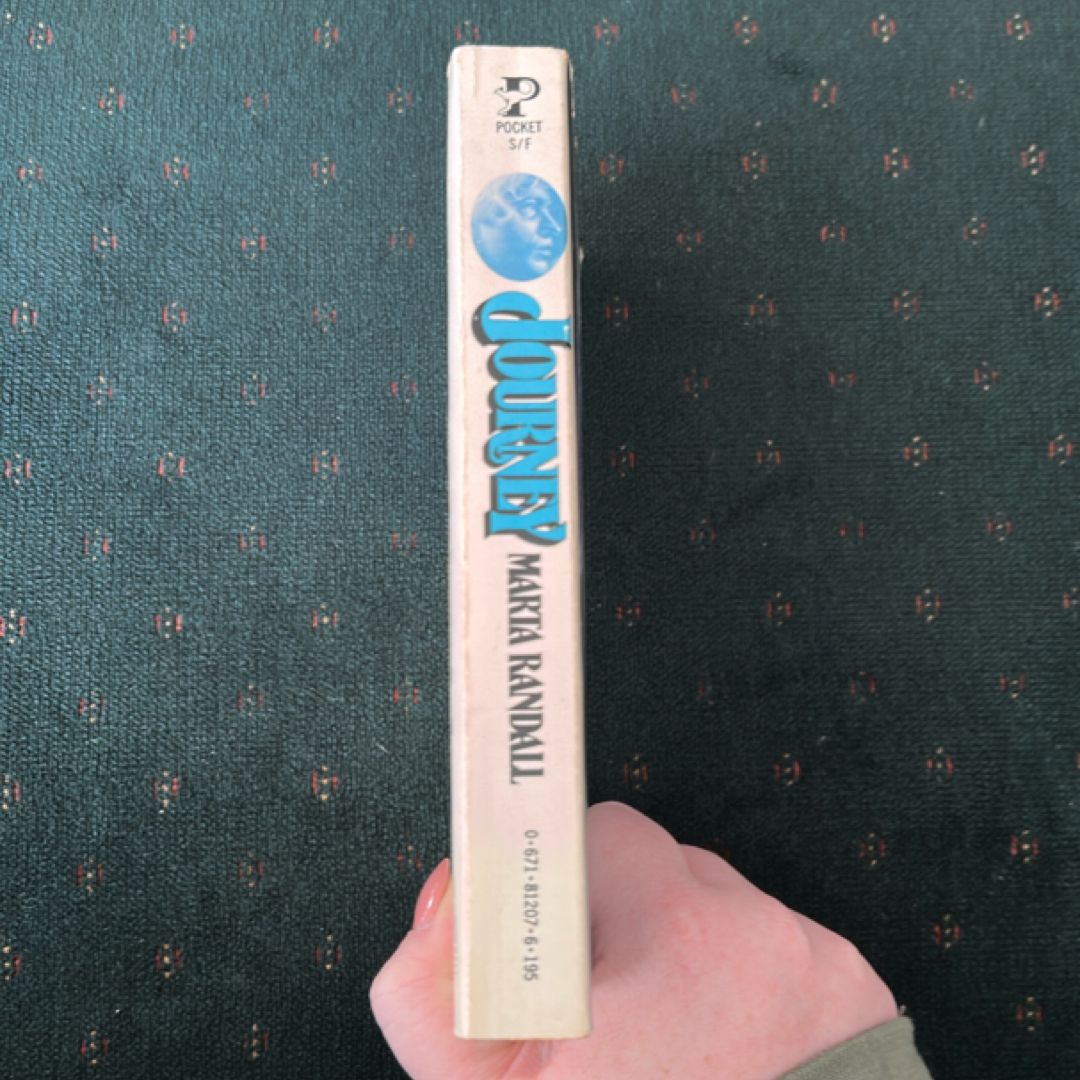 P
POCKET
S/F
JOURNEY
MARTA RANDALL
0·671·81207·6·195